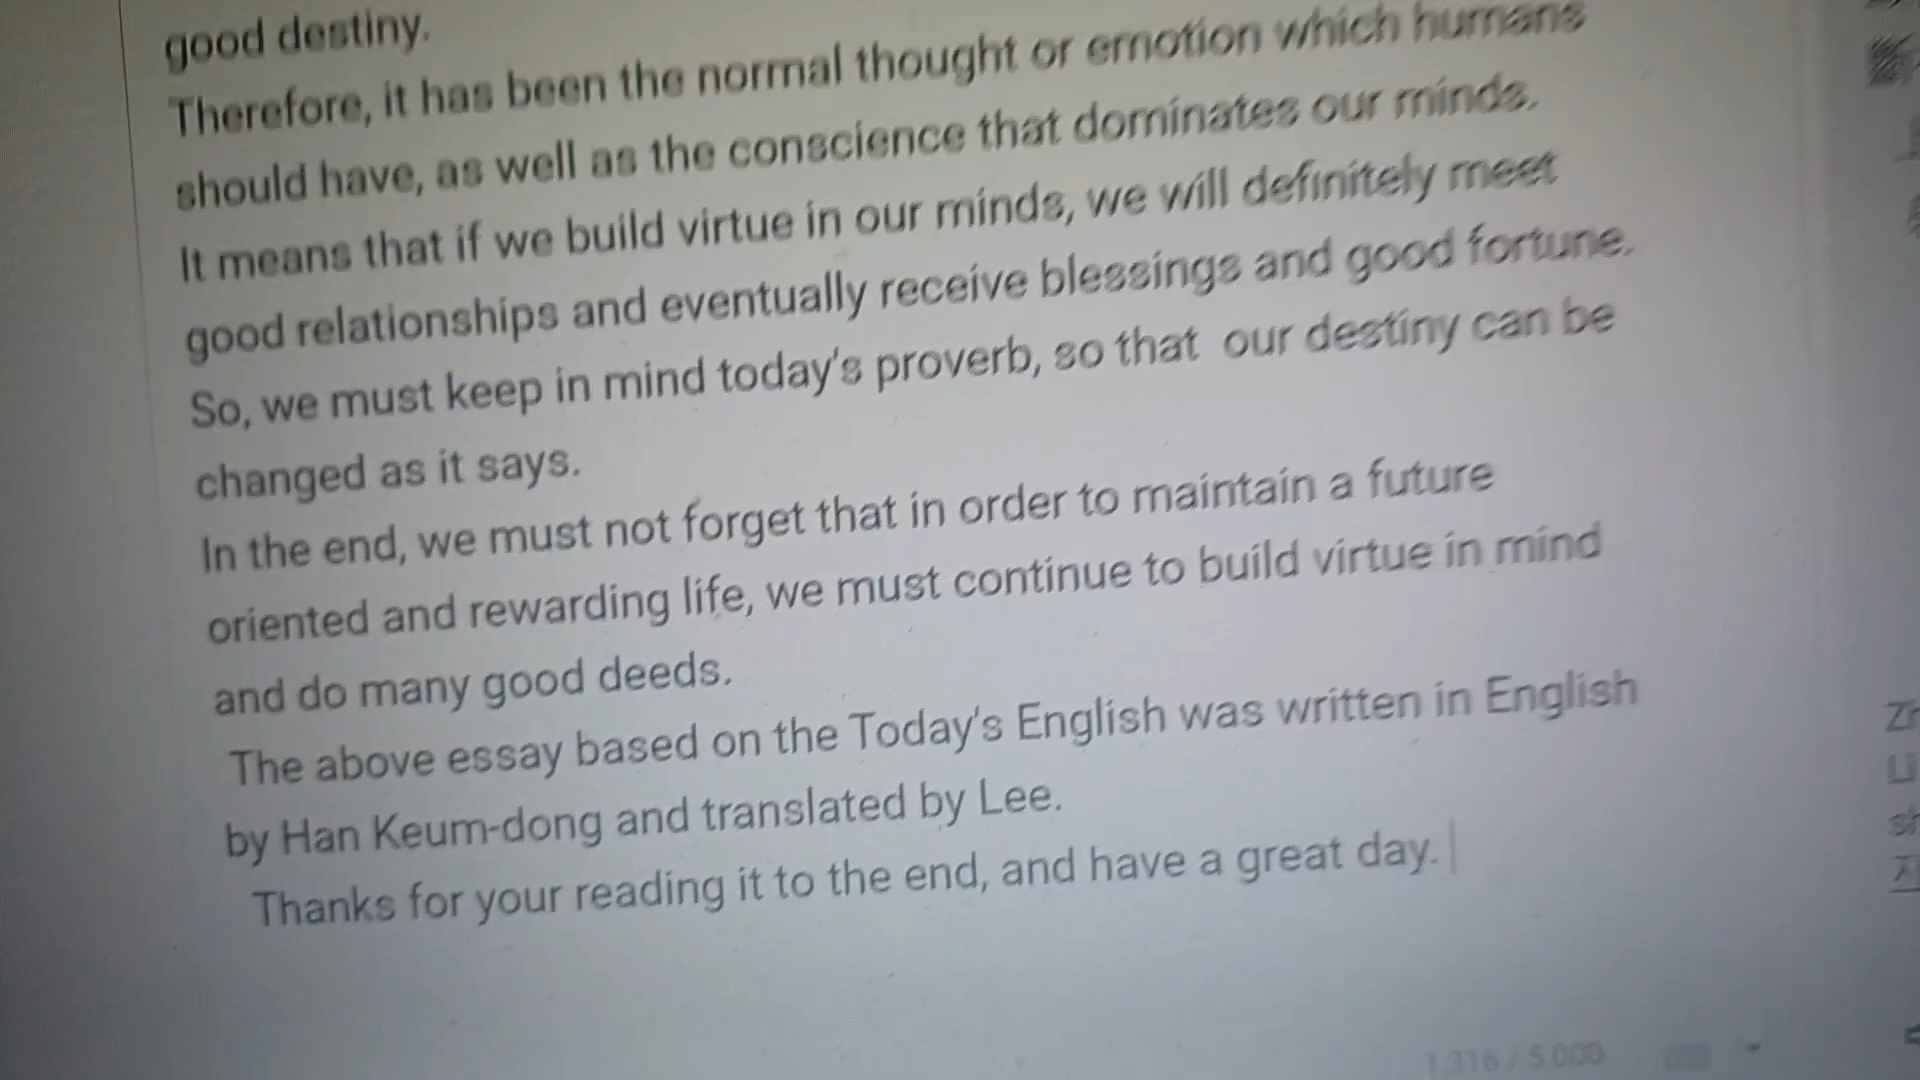 good destiny.
Therefore, it has been the normal thought or emotion which humans
should have, as well as the conscience that dominates our minds.
It means that if we build virtue in our minds, we will definitely meet
good relationships and eventually receive blessings and good fortune.
So, we must keep in mind today's proverb, so that our destiny can be
changed as it says.
In the end, we must not forget that in order to maintain a future
oriented and rewarding life, we must continue to build virtue in mind
and do many good deeds.
The above essay based on the Today's English was written in English
by Han Keum-dong and translated by Lee.
Thanks for your reading it to the end, and have a great day.
1,316 / 5,000